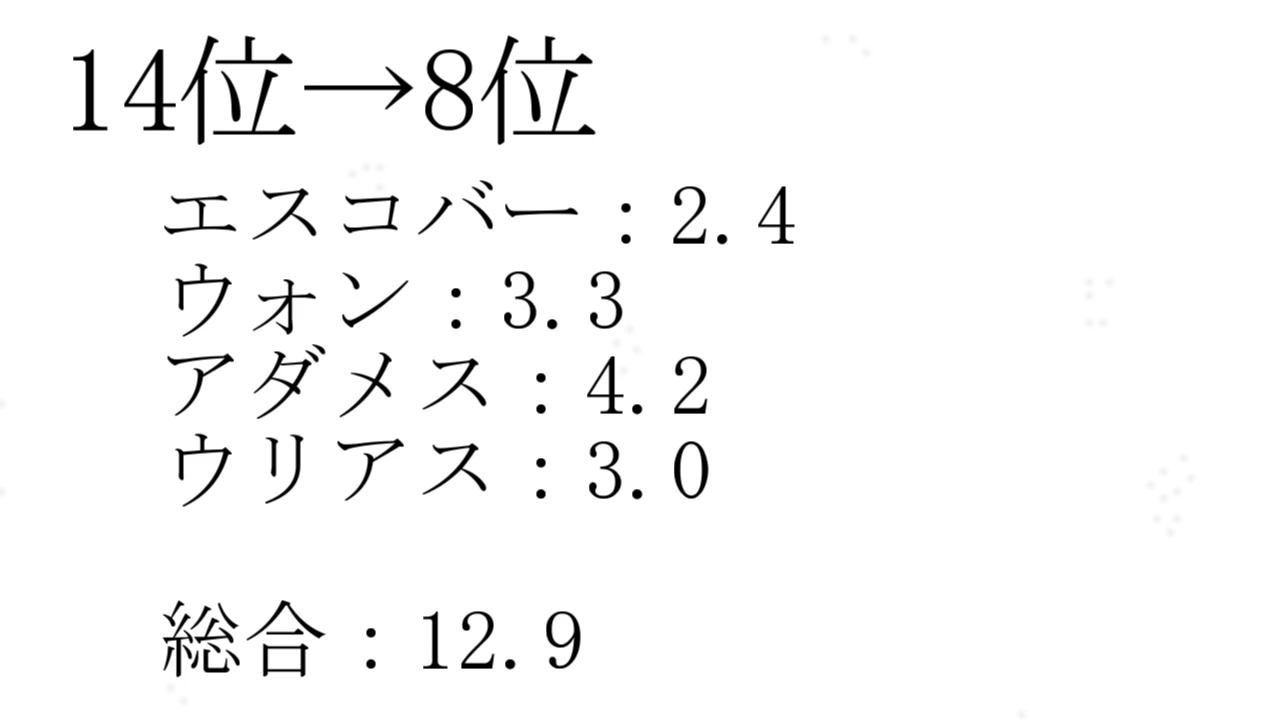 14位→8位
エスコバー：2.4
ウォン：3.3
アダメス：4.2
ウリアス：3.0
総合：12.9